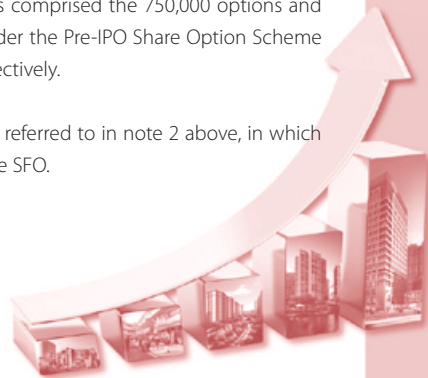 s comprised the 750,000 options and
der the Pre-IPO Share Option Scheme
ectively.
referred to in note 2 above, in which
e SFO.